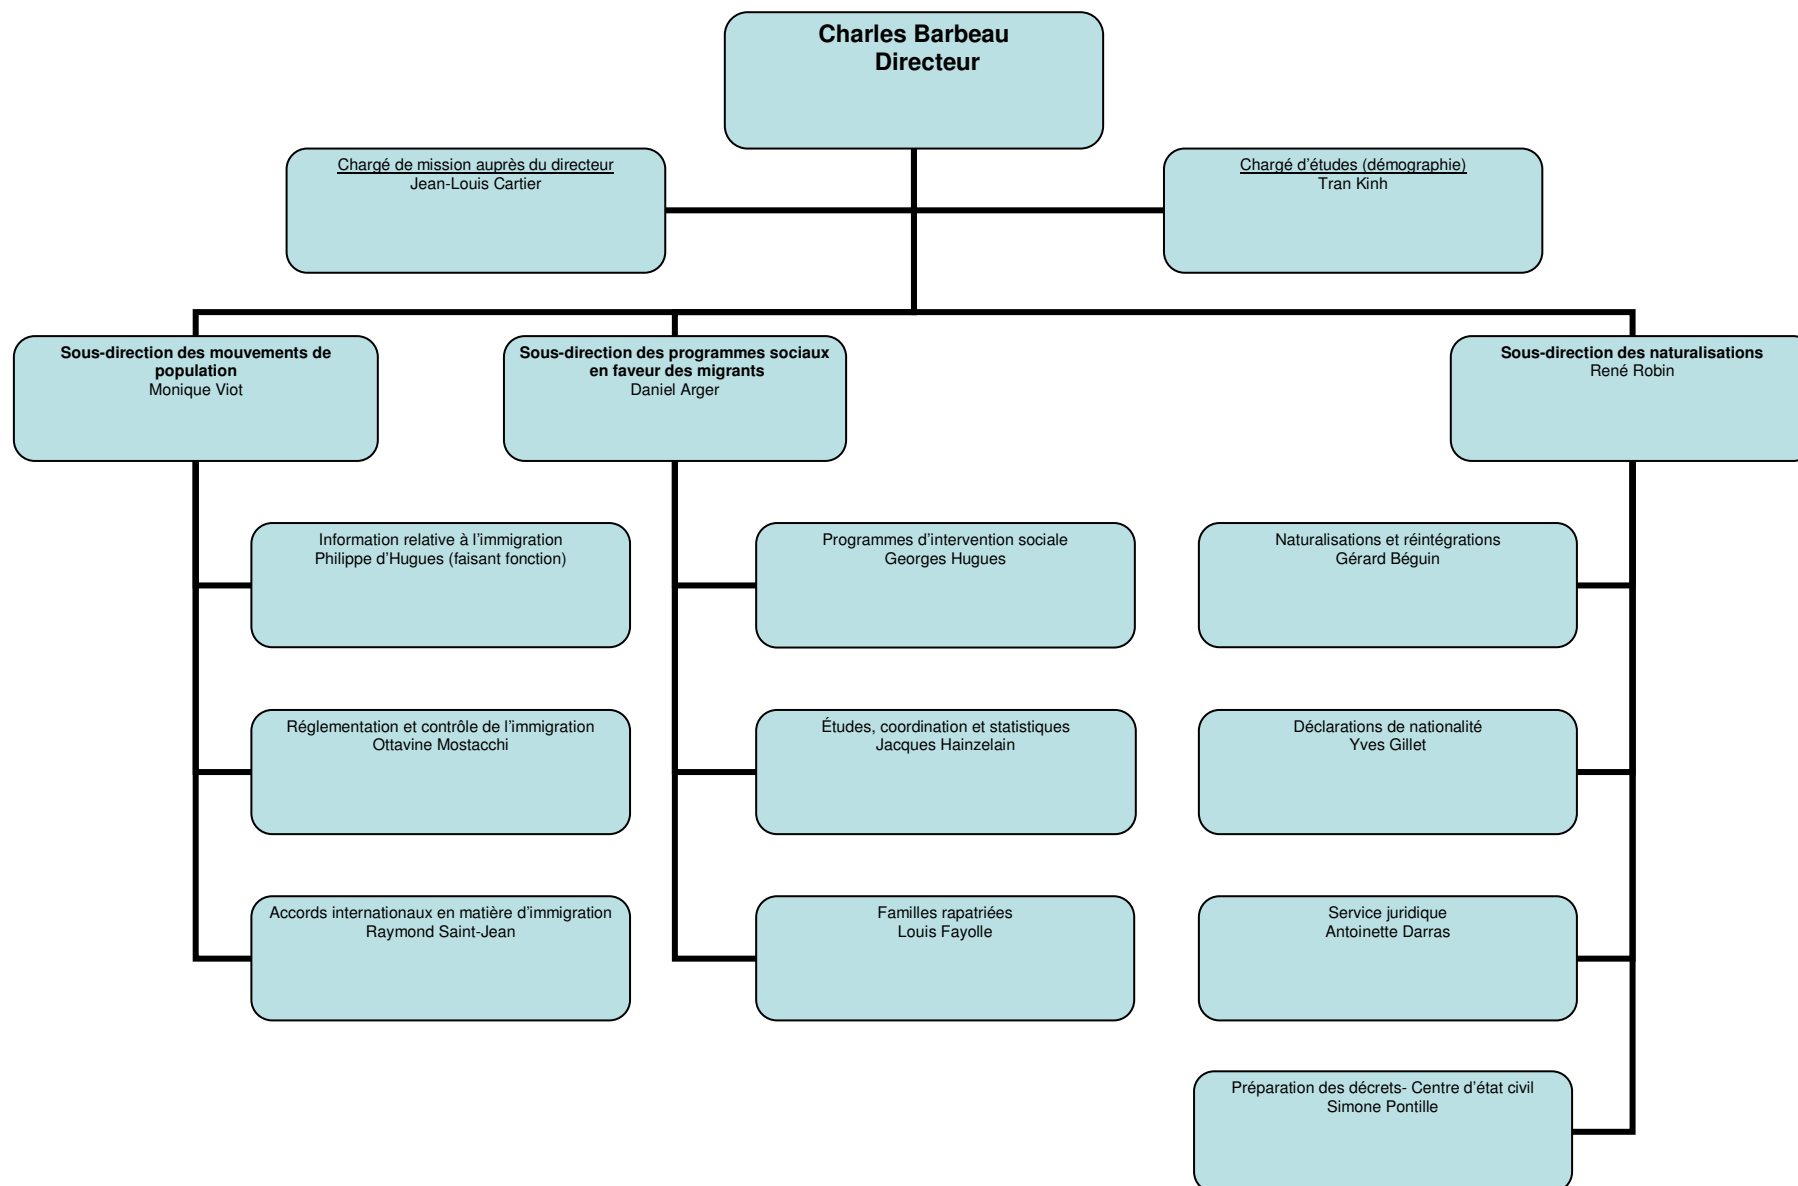 Charles Barbeau
Directeur
Chargé de mission auprès du directeur
Jean-Louis Cartier
Chargé d’études (démographie)
Tran Kinh
Sous-direction des mouvements de
population
Monique Viot
Sous-direction des programmes sociaux
en faveur des migrants
Daniel Arger
Sous-direction des naturalisations
René Robin
Information relative à l’immigration
Philippe d’Hugues (faisant fonction)
Programmes d’intervention sociale
Georges Hugues
Naturalisations et réintégrations
Gérard Béguin
Réglementation et contrôle de l’immigration
Ottavine Mostacchi
Études, coordination et statistiques
Jacques Hainzelain
Déclarations de nationalité
Yves Gillet
Accords internationaux en matière d’immigration
Raymond Saint-Jean
Familles rapatriées
Louis Fayolle
Service juridique
Antoinette Darras
Préparation des décrets- Centre d’état civil
Simone Pontille